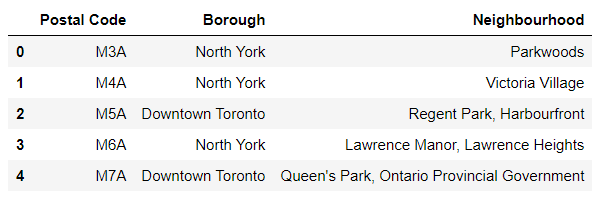 Postal Code Borough Neighbourhood
0 M3A North York Parkwoods
1 M4A North York Victoria Village
2 M5A Downtown Toronto Regent Park, Harbourfront
3 M6A North York Lawrence Manor, Lawrence Heights
4 M7A Downtown Toronto Queen's Park, Ontario Provincial Government